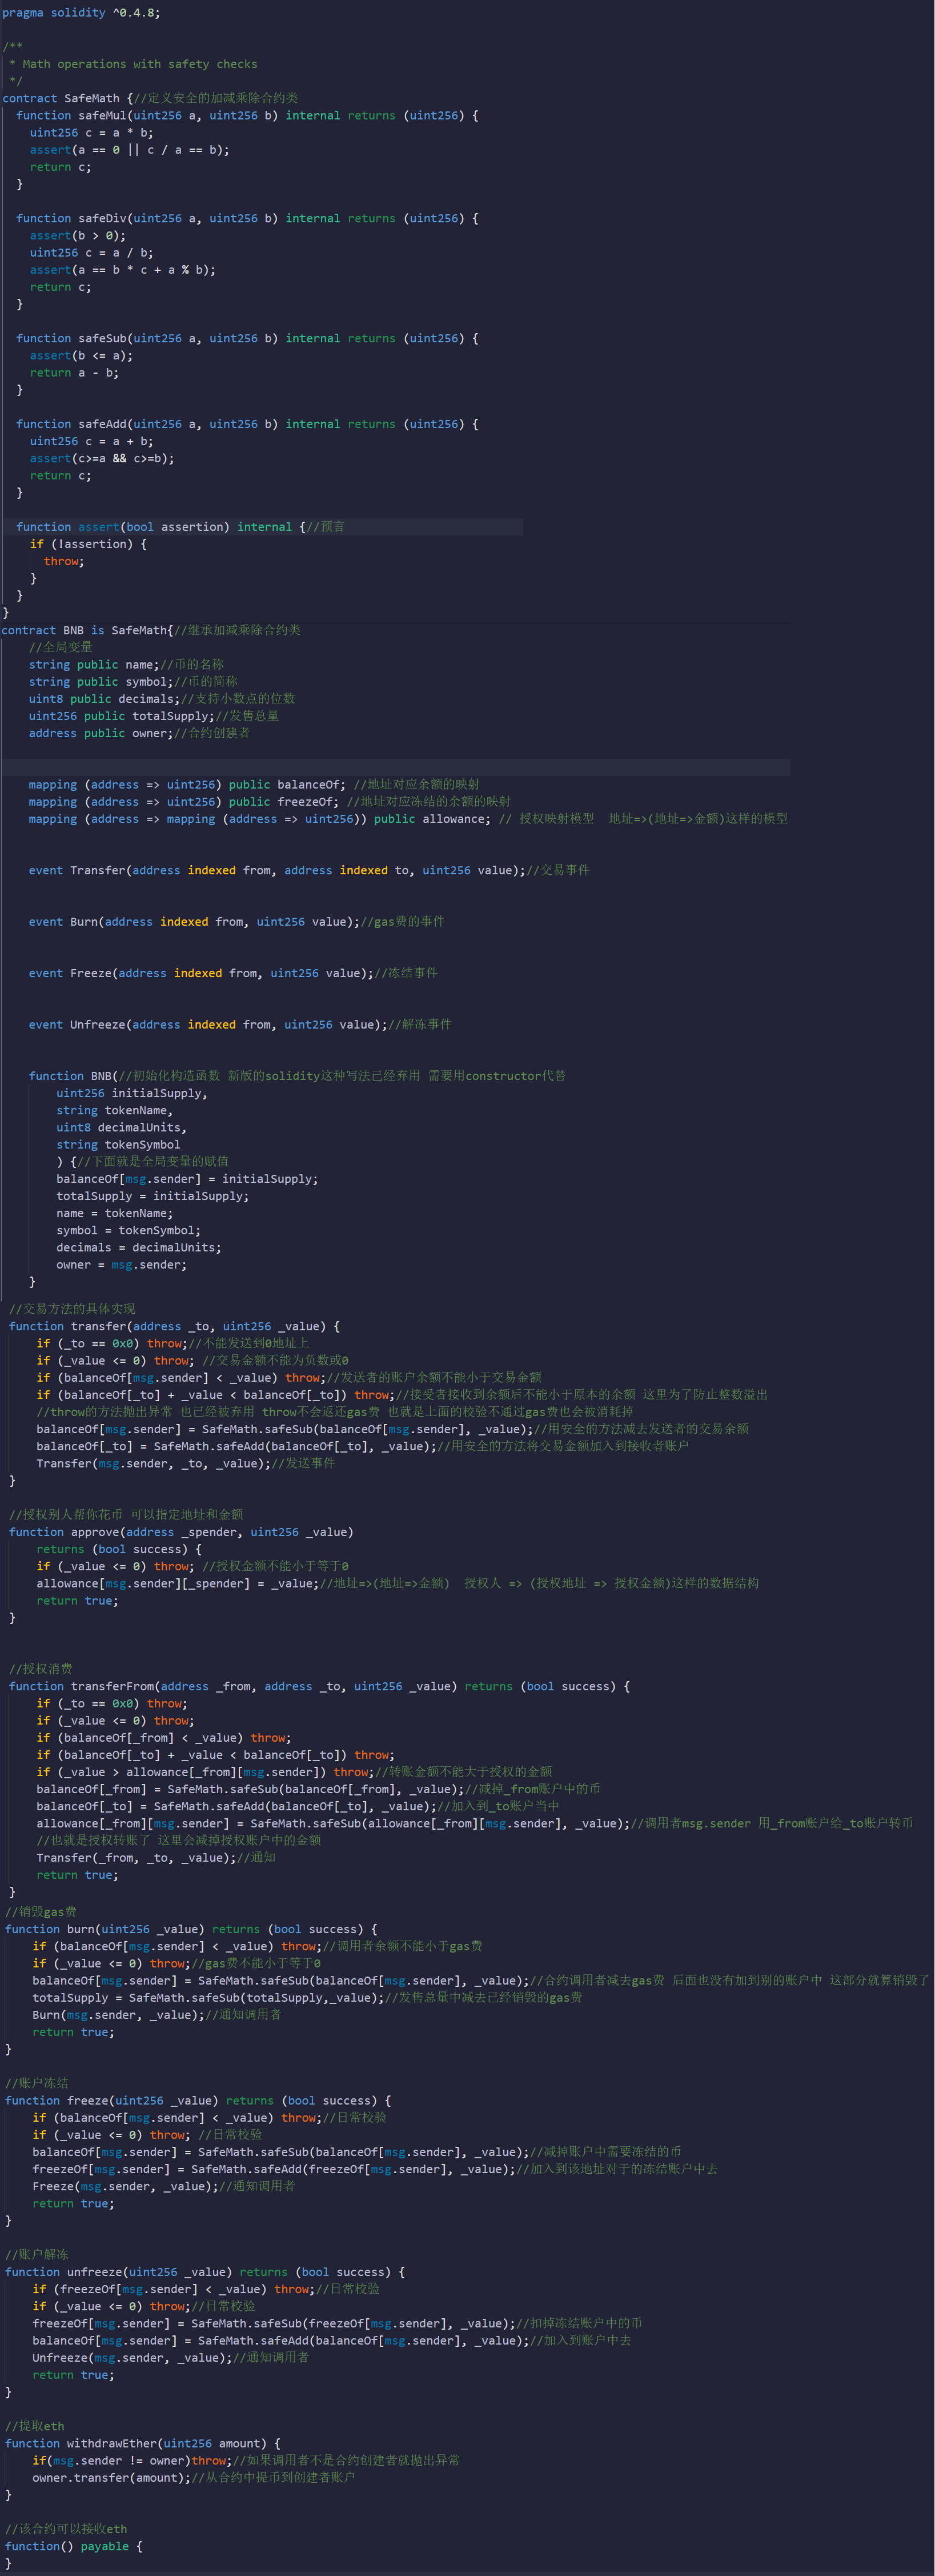 pragma solidity ^0.4.8;
/**
 * Math operations with safety checks
 */
contract SafeMath {//定义安全的加减乘除合约类
  function safeMul(uint256 a, uint256 b) internal returns (uint256) {
    uint256 c = a * b;
    assert(a == 0 || c / a == b);
    return c;
  }
  function safeDiv(uint256 a, uint256 b) internal returns (uint256) {
    assert(b > 0);
    uint256 c = a / b;
    assert(a == b * c + a % b);
    return c;
  }
  function safeSub(uint256 a, uint256 b) internal returns (uint256) {
    assert(b <= a);
    return a - b;
  }
  function safeAdd(uint256 a, uint256 b) internal returns (uint256) {
    uint256 c = a + b;
    assert(c>=a && c>=b);
    return c;
  }
  function assert(bool assertion) internal {//预言
    if (!assertion) {
      throw;
    }
  }
}
contract BNB is SafeMath{//继承加减乘除合约类
    //全局变量
    string public name;//币的名称
    string public symbol;//币的简称
    uint8 public decimals;//支持小数点的位数
    uint256 public totalSupply;//发售总量
    address public owner;//合约创建者
    mapping (address => uint256) public balanceOf; //地址对应余额的映射
    mapping (address => uint256) public freezeOf; //地址对应冻结的余额的映射
    mapping (address => mapping (address => uint256)) public allowance; // 授权映射模型  地址=>(地址=>金额)这样的模型
    event Transfer(address indexed from, address indexed to, uint256 value);//交易事件
    event Burn(address indexed from, uint256 value);//gas费的事件
    event Freeze(address indexed from, uint256 value);//冻结事件
    event Unfreeze(address indexed from, uint256 value);//解冻事件
    function BNB(//初始化构造函数 新版的solidity这种写法已经弃用 需要用constructor代替
        uint256 initialSupply,
        string tokenName,
        uint8 decimalUnits,
        string tokenSymbol
        ) {//下面就是全局变量的赋值
        balanceOf[msg.sender] = initialSupply;
        totalSupply = initialSupply;
        name = tokenName;
        symbol = tokenSymbol;
        decimals = decimalUnits;
        owner = msg.sender;
    }
//交易方法的具体实现
function transfer(address _to, uint256 _value) {
    if (_to == 0x0) throw;//不能发送到0地址上
    if (_value <= 0) throw; //交易金额不能为负数或0
    if (balanceOf[msg.sender] < _value) throw;//发送者的账户余额不能小于交易金额
    if (balanceOf[_to] + _value < balanceOf[_to]) throw;//接受者接收到余额后不能小于原本的余额 这里为了防止整数溢出
    //throw的方法抛出异常 也已经被弃用 throw不会返还gas费 也就是上面的校验不通过gas费也会被消耗掉
    balanceOf[msg.sender] = SafeMath.safeSub(balanceOf[msg.sender], _value);//用安全的方法减去发送者的交易余额
    balanceOf[_to] = SafeMath.safeAdd(balanceOf[_to], _value);//用安全的方法将交易金额加入到接收者账户
    Transfer(msg.sender, _to, _value);//发送事件
}
//授权别人帮你花币 可以指定地址和金额
function approve(address _spender, uint256 _value)
    returns (bool success) {
    if (_value <= 0) throw; //授权金额不能小于等于0
    allowance[msg.sender][_spender] = _value;//地址=>(地址=>金额)  授权人 => (授权地址 => 授权金额)这样的数据结构
    return true;
}
//授权消费
function transferFrom(address _from, address _to, uint256 _value) returns (bool success) {
    if (_to == 0x0) throw;
    if (_value <= 0) throw;
    if (balanceOf[_from] < _value) throw;
    if (balanceOf[_to] + _value < balanceOf[_to]) throw;
    if (_value > allowance[_from][msg.sender]) throw;//转账金额不能大于授权的金额
    balanceOf[_from] = SafeMath.safeSub(balanceOf[_from], _value);//减掉_from账户中的币
    balanceOf[_to] = SafeMath.safeAdd(balanceOf[_to], _value);//加入到_to账户当中
    allowance[_from][msg.sender] = SafeMath.safeSub(allowance[_from][msg.sender], _value);//调用者msg.sender 用_from账户给_to账户转币
    //也就是授权转账了 这里会减掉授权账户中的金额
    Transfer(_from, _to, _value);//通知
    return true;
}
//销毁gas费
function burn(uint256 _value) returns (bool success) {
    if (balanceOf[msg.sender] < _value) throw;//调用者余额不能小于gas费
    if (_value <= 0) throw;//gas费不能小于等于0
    balanceOf[msg.sender] = SafeMath.safeSub(balanceOf[msg.sender], _value);//合约调用者减去gas费 后面也没有加到别的账户中 这部分就算销毁了
    totalSupply = SafeMath.safeSub(totalSupply,_value);//发售总量中减去已经销毁的gas费
    Burn(msg.sender, _value);//通知调用者
    return true;
}
//账户冻结
function freeze(uint256 _value) returns (bool success) {
    if (balanceOf[msg.sender] < _value) throw;//日常校验
    if (_value <= 0) throw; //日常校验
    balanceOf[msg.sender] = SafeMath.safeSub(balanceOf[msg.sender], _value);//减掉账户中需要冻结的币
    freezeOf[msg.sender] = SafeMath.safeAdd(freezeOf[msg.sender], _value);//加入到该地址对于的冻结账户中去
    Freeze(msg.sender, _value);//通知调用者
    return true;
}
//账户解冻
function unfreeze(uint256 _value) returns (bool success) {
    if (freezeOf[msg.sender] < _value) throw;//日常校验
    if (_value <= 0) throw;//日常校验
    freezeOf[msg.sender] = SafeMath.safeSub(freezeOf[msg.sender], _value);//扣掉冻结账户中的币
    balanceOf[msg.sender] = SafeMath.safeAdd(balanceOf[msg.sender], _value);//加入到账户中去
    Unfreeze(msg.sender, _value);//通知调用者
    return true;
}
//提取eth
function withdrawEther(uint256 amount) {
    if(msg.sender != owner)throw;//如果调用者不是合约创建者就抛出异常
    owner.transfer(amount);//从合约中提币到创建者账户
}
//该合约可以接收eth
function() payable {
}